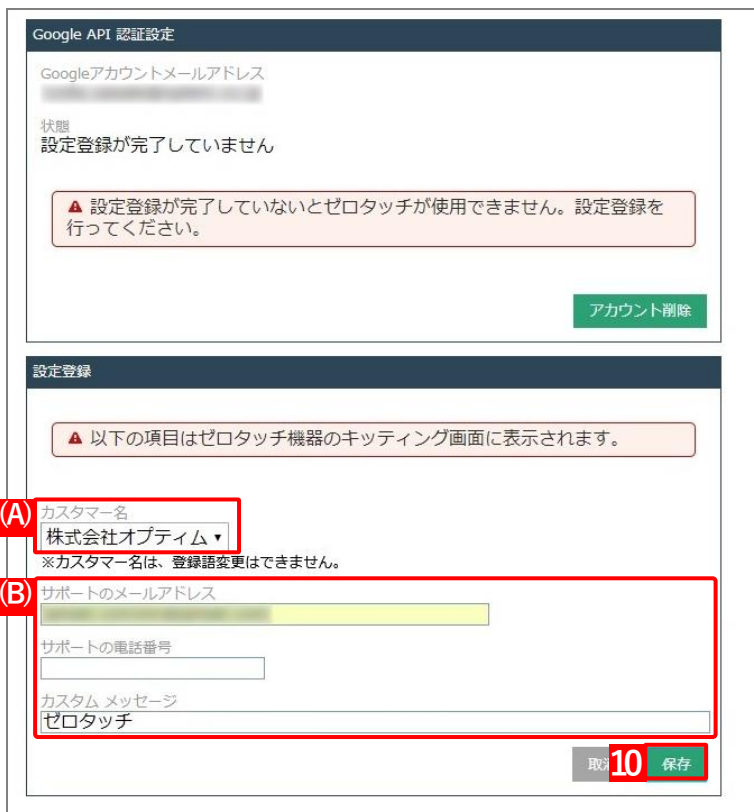 Google API 認証設定
Googleアカウントメールアドレス
状態
設定登録が完了していません
設定登録が完了していないとゼロタッチが使用できません。設定登録を
行ってください。
アカウント削除
設定登録
以下の項目はゼロタッチ機器のキッティング画面に表示されます。
(A)
カスタマー名
株式会社オプティム
※カスタマー名は、登録語変更はできません。
(B)
サポートのメールアドレス
サポートの電話番号
カスタム メッセージ
ゼロタッチ
10
保存